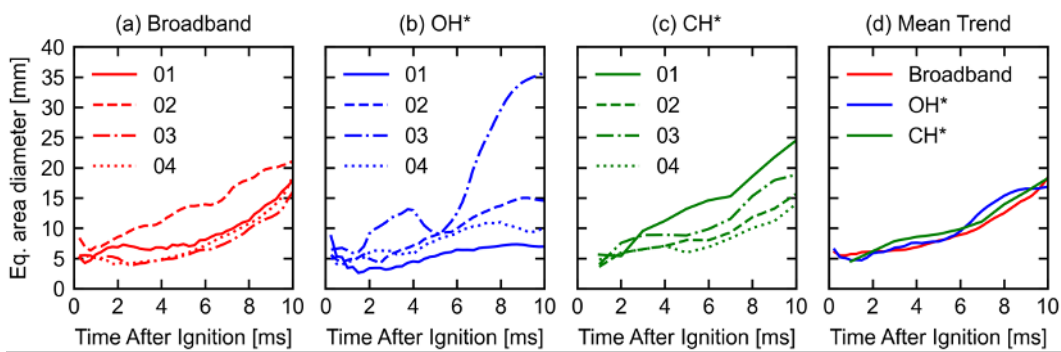 (a) Broadband
(b) OH*
(c) CH*
(d) Mean Trend
Eq. area diameter [mm]
40
35
30
25
20
15
10
5
0
01
02
03
04
01
02
03
04
01
02
03
04
Broadband
OH*
CH*
0 2 4 6 8 10
0 2 4 6 8 10
0 2 4 6 8 10
0 2 4 6 8 10
Time After Ignition [ms]
Time After Ignition [ms]
Time After Ignition [ms]
Time After Ignition [ms]